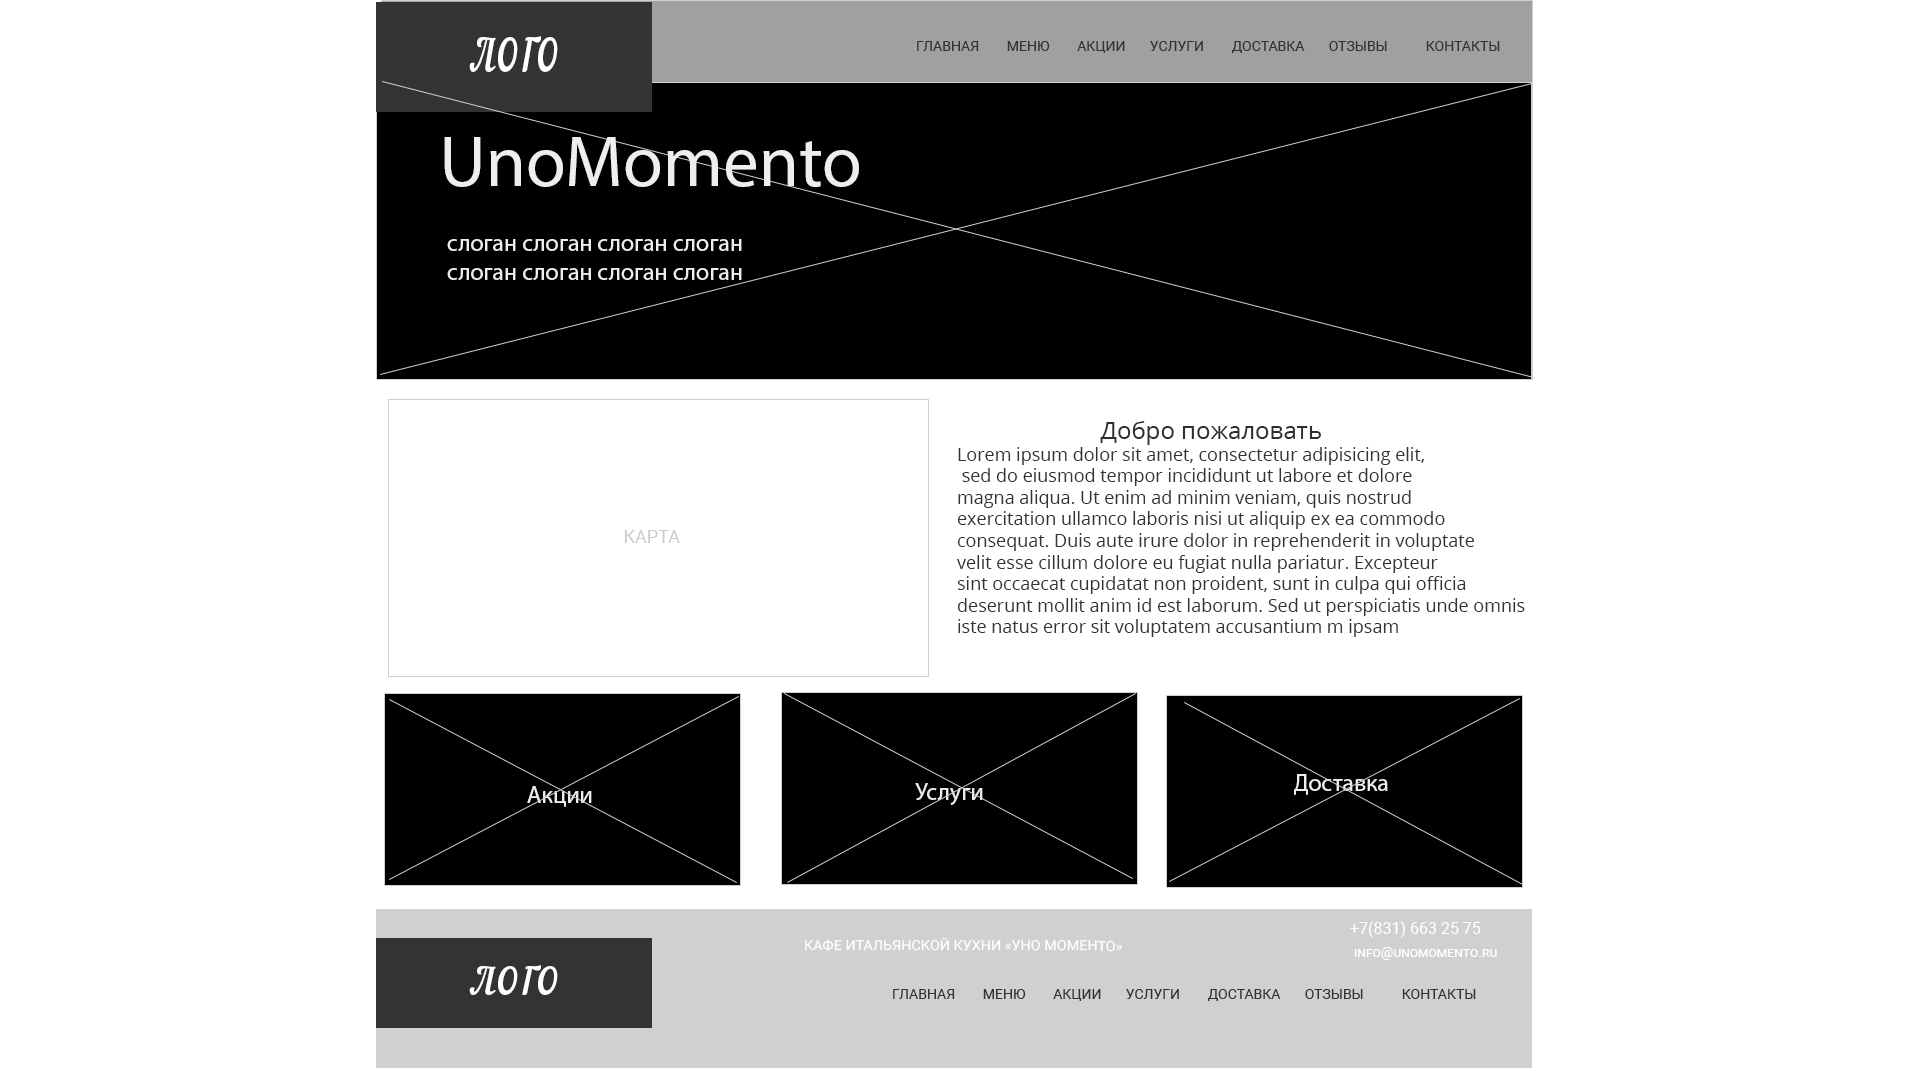 ЛОГО
ГЛАВНАЯ МЕНЮ АКЦИИ УСЛУГИ ДОСТАВКА ОТЗЫВЫ КОНТАКТЫ
UnoMomento
слоган слоган слоган слоган
слоган слоган слоган слоган
КАРТА
Добро пожаловать
Lorem ipsum dolor sit amet, consectetur adipisicing elit,
sed do eiusmod tempor incididunt ut labore et dolore
magna aliqua. Ut enim ad minim veniam, quis nostrud
exercitation ullamco laboris nisi ut aliquip ex ea commodo
consequat. Duis aute irure dolor in reprehenderit in voluptate
velit esse cillum dolore eu fugiat nulla pariatur. Excepteur
sint occaecat cupidatat non proident, sunt in culpa qui officia
deserunt mollit anim id est laborum. Sed ut perspiciatis unde omnis
iste natus error sit voluptatem accusantium m ipsam
Акции
Услуги
Доставка
ЛОГО
КАФЕ ИТАЛЬЯНСКОЙ КУХНИ «УНО МОМЕНТО»
+7(831) 663 25 75
INFO@UNOMOMENTO.RU
ГЛАВНАЯ МЕНЮ АКЦИИ УСЛУГИ ДОСТАВКА ОТЗЫВЫ КОНТАКТЫ